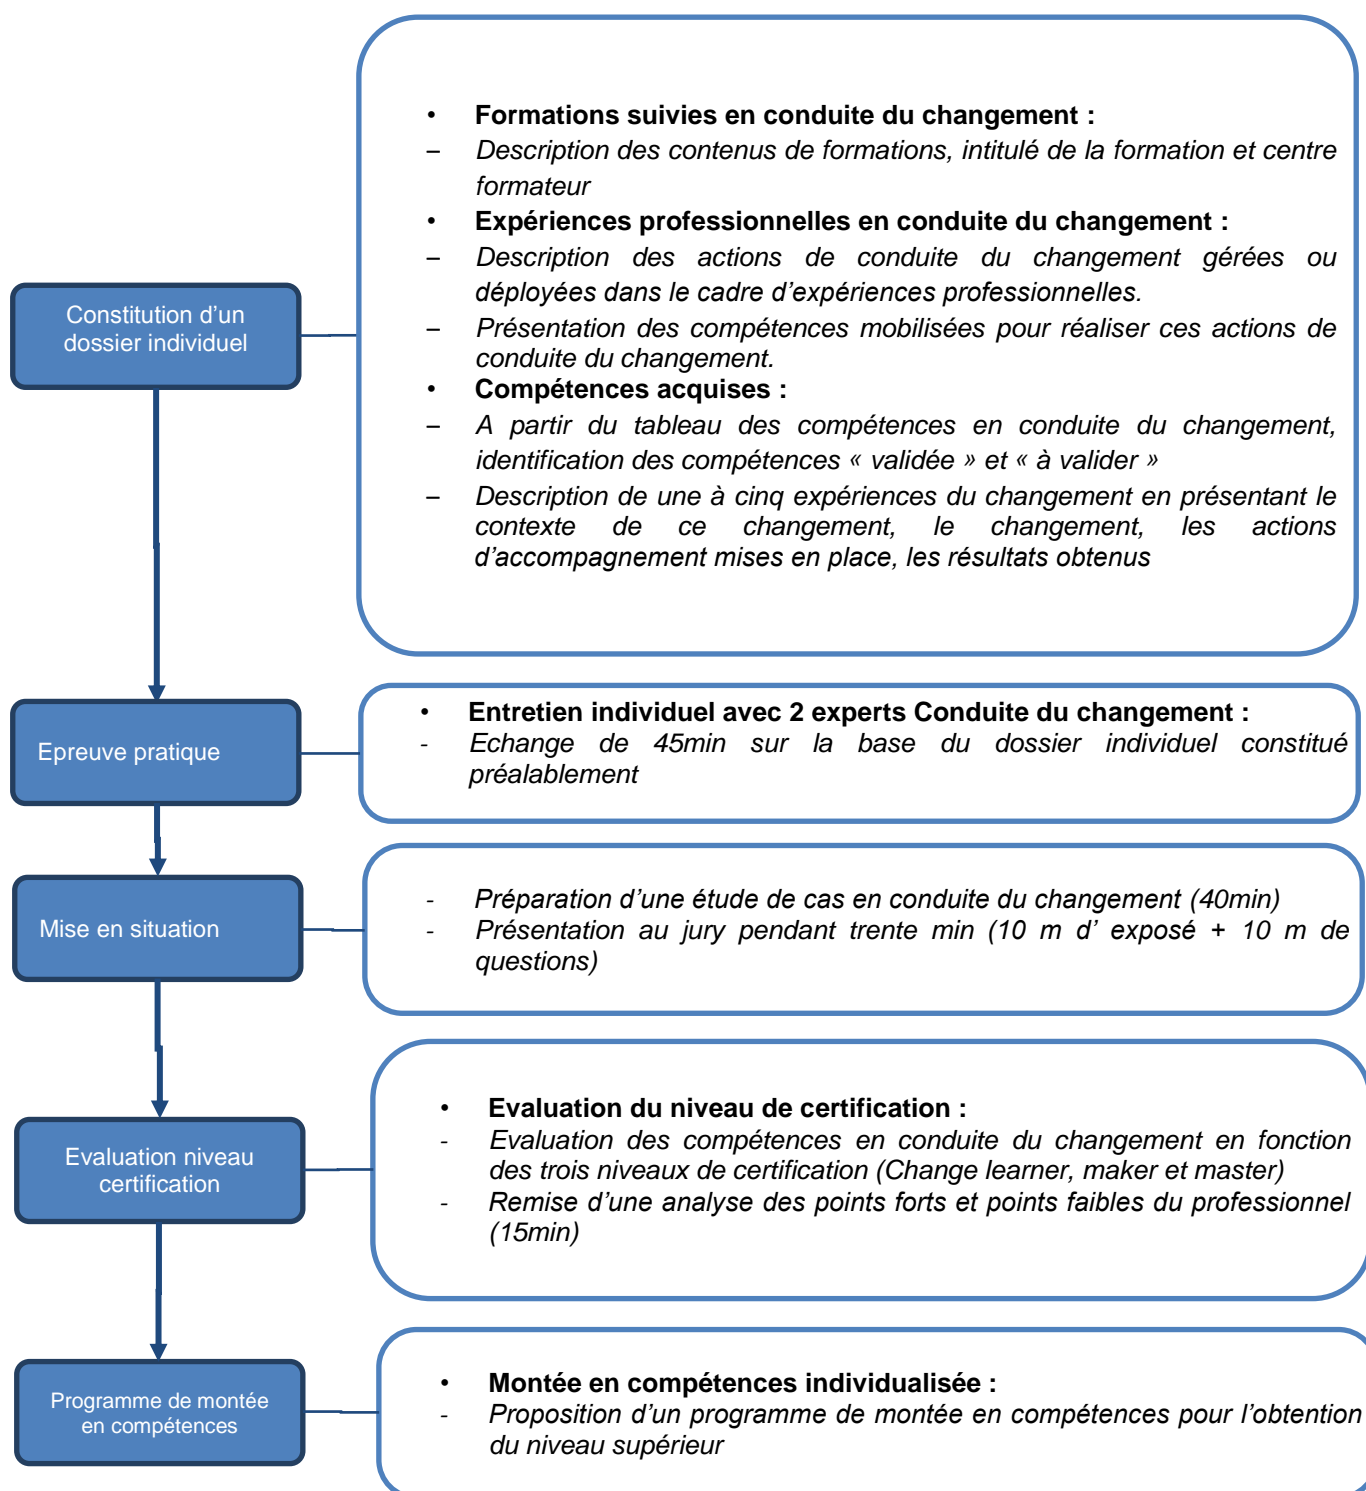 Constitution d’un
dossier individuel
• Formations suivies en conduite du changement :
– Description des contenus de formations, intitulé de la formation et centre
formateur
• Expériences professionnelles en conduite du changement :
– Description des actions de conduite du changement gérées ou
déployées dans le cadre d’expériences professionnelles.
– Présentation des compétences mobilisées pour réaliser ces actions de
conduite du changement.
• Compétences acquises :
– A partir du tableau des compétences en conduite du changement,
identification des compétences « validée » et « à valider »
– Description de une à cinq expériences du changement en présentant le
contexte de ce changement, le changement, les actions
d’accompagnement mises en place, les résultats obtenus
Epreuve pratique
• Entretien individuel avec 2 experts Conduite du changement :
- Echange de 45min sur la base du dossier individuel constitué
préalablement
Mise en situation
- Préparation d’une étude de cas en conduite du changement (40min)
- Présentation au jury pendant trente min (10 m d’ exposé + 10 m de
questions)
Evaluation niveau
certification
• Evaluation du niveau de certification :
- Evaluation des compétences en conduite du changement en fonction
des trois niveaux de certification (Change learner, maker et master)
- Remise d’une analyse des points forts et points faibles du professionnel
(15min)
Programme de montée
en compétences
• Montée en compétences individualisée :
- Proposition d’un programme de montée en compétences pour l’obtention
du niveau supérieur